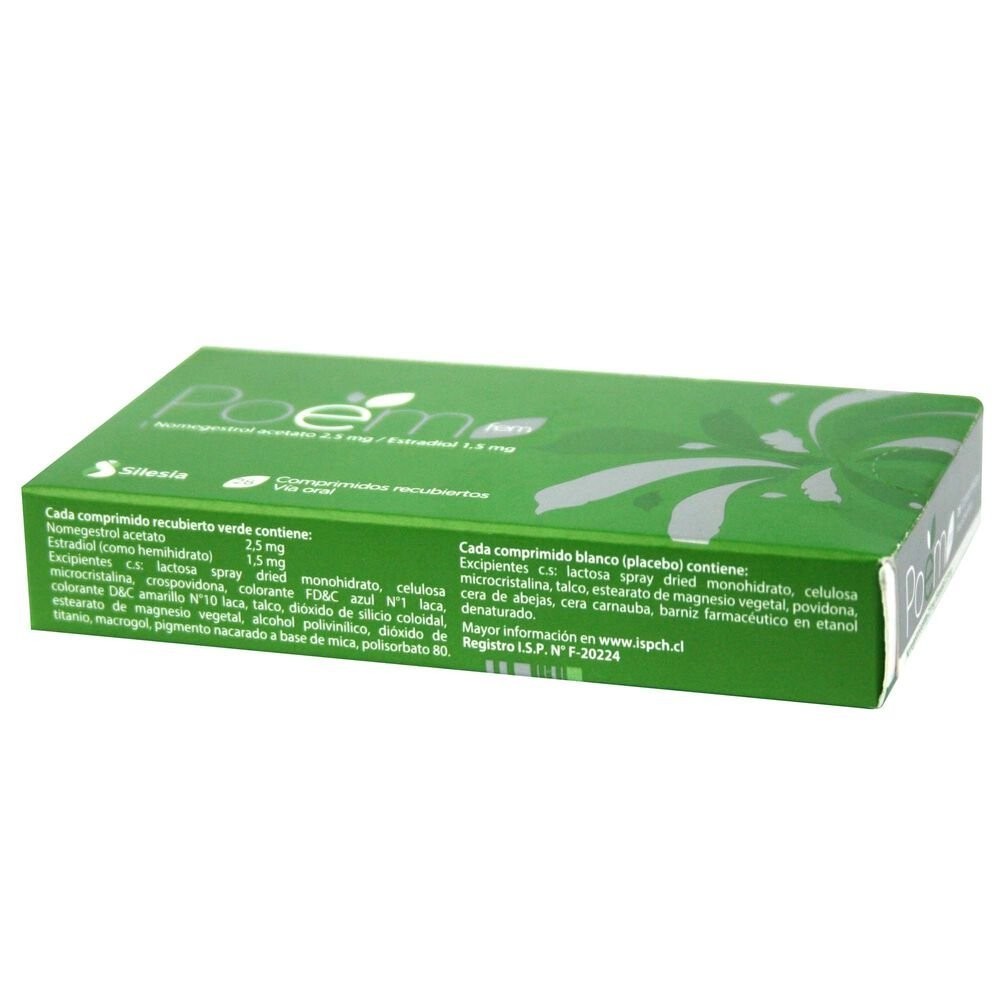 Poem fem
Nomegestrol acetato 2,5 mg / Estradiol 1,5 mg
Silesia
28 Comprimidos recubiertos
Vía oral
Cada comprimido recubierto verde contiene:
Nomegestrol acetato 2,5 mg
Estradiol (como hemihidrato) 1,5 mg
Excipientes c.s: lactosa spray dried monohidrato, celulosa
microcristalina, crospovidona, colorante FD&C azul N°1 laca,
colorante D&C amarillo N°10 laca, talco, dióxido de silicio coloidal,
estearato de magnesio vegetal, alcohol polivinílico, dióxido de
titanio, macrogol, pigmento nacarado a base de mica, polisorbato 80.
Cada comprimido blanco (placebo) contiene:
Excipientes c.s: lactosa spray dried monohidrato, celulosa
microcristalina, talco, estearato de magnesio vegetal, povidona,
cera de abejas, cera carnauba, barniz farmacéutico en etanol
denaturado.
Mayor información en www.ispch.cl
Registro I.S.P. N° F-20224
Poem